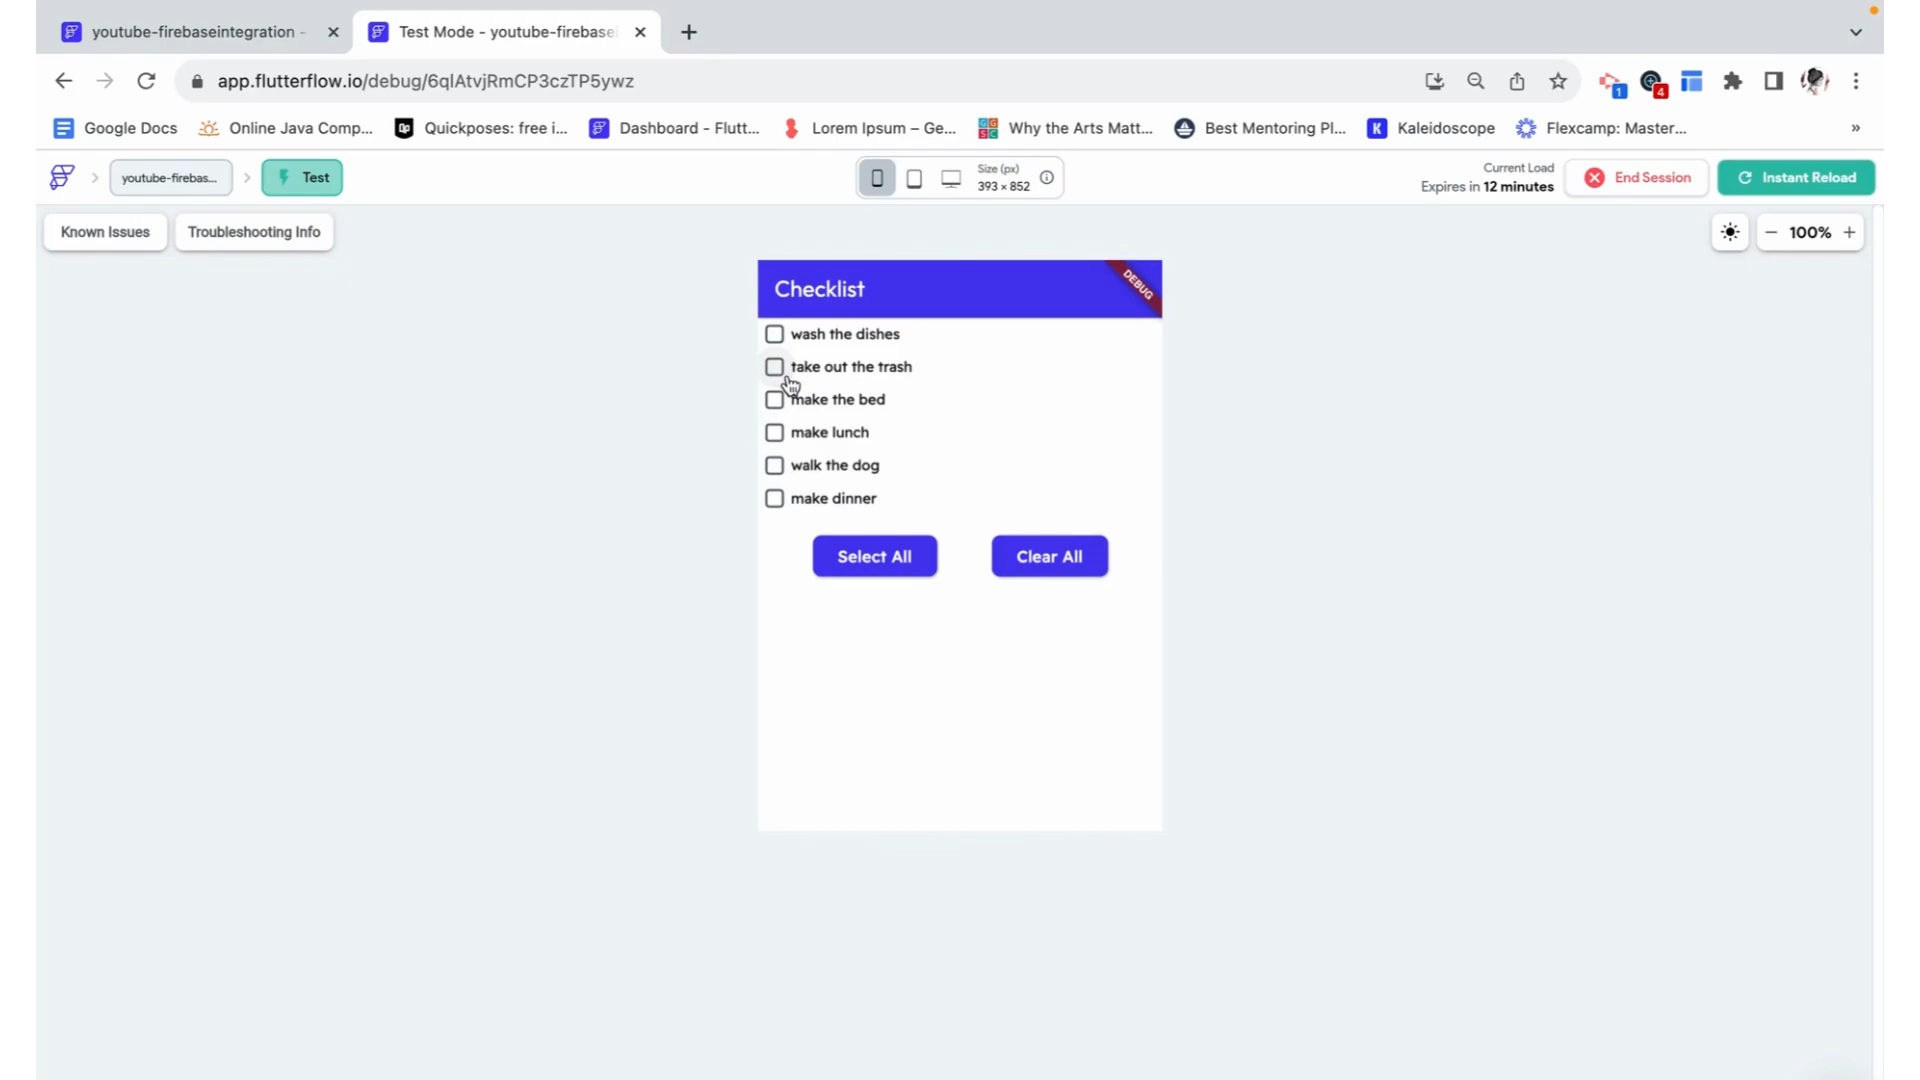 youtube-firebaseintegration -
Test Mode - youtube-firebasei
app.flutterflow.io/debug/6qlAtvjRmCP3czTP5ywz
1
4
Google Docs
Online Java Comp...
Quickposes: free i...
Dashboard - Flutt...
Lorem Ipsum – Ge...
Why the Arts Matt...
Best Mentoring Pl...
Kaleidoscope
Flexcamp: Master...
»
youtube-firebas...
Test
Size (px)
393 × 852
Current Load
Expires in 12 minutes
End Session
Instant Reload
Known Issues
Troubleshooting Info
100%
Checklist
DEBUG
wash the dishes
take out the trash
make the bed
make lunch
walk the dog
make dinner
Select All
Clear All